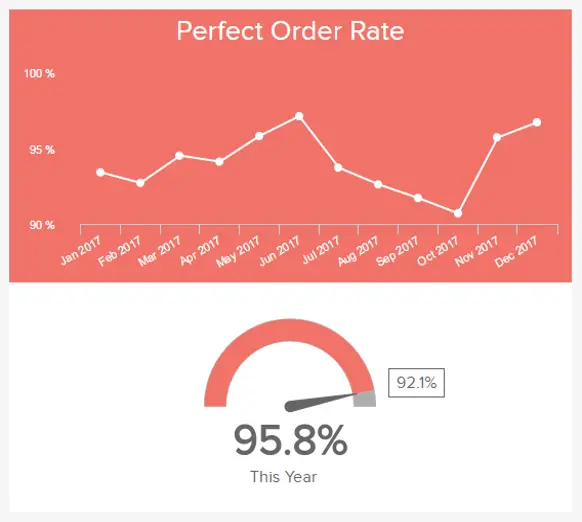 Perfect Order Rate
100 %
95 %
90 %
Jan 2017
Feb 2017
Mar 2017
Apr 2017
May 2017
Jun 2017
Jul 2017
Aug 2017
Sep 2017
Oct 2017
Nov 2017
Dec 2017
92.1%
95.8%
This Year